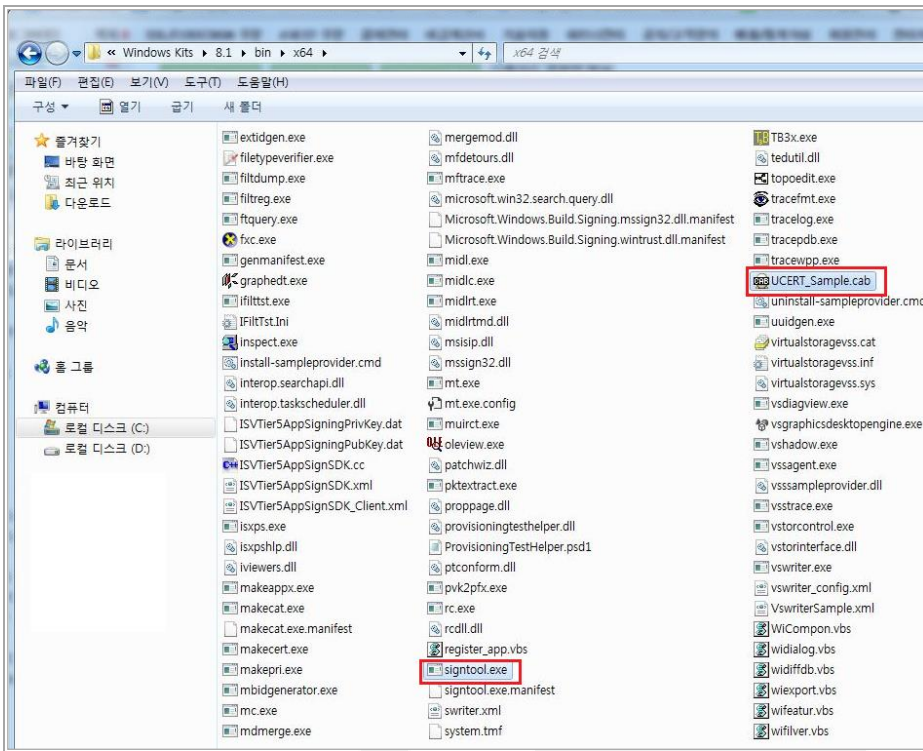 « Windows Kits ▸ 8.1 ▸ bin ▸ x64 ▸
x64 검색
파일(F) 편집(E) 보기(V) 도구(T) 도움말(H)
구성 ▼ 열기 굽기 새 폴더
즐겨찾기
바탕 화면
최근 위치
다운로드
라이브러리
문서
비디오
사진
음악
홈 그룹
컴퓨터
로컬 디스크 (C:)
로컬 디스크 (D:)
extidgen.exe
filetypeverifier.exe
filtdump.exe
filtreg.exe
ftquery.exe
fxc.exe
genmanifest.exe
graphedt.exe
ifilttst.exe
IFiltTst.Ini
inspect.exe
install-sampleprovider.cmd
interop.searchapi.dll
interop.taskscheduler.dll
ISVTier5AppSigningPrivKey.dat
ISVTier5AppSigningPubKey.dat
ISVTier5AppSignSDK.cc
ISVTier5AppSignSDK.xml
ISVTier5AppSignSDK_Client.xml
isxps.exe
isxpshlp.dll
iviewers.dll
makeappx.exe
makecat.exe
makecat.exe.manifest
makecert.exe
makepri.exe
mbidgenerator.exe
mc.exe
mdmerge.exe
mergemod.dll
mfdetours.dll
mftrace.exe
microsoft.win32.search.query.dll
Microsoft.Windows.Build.Signing.mssign32.dll.manifest
Microsoft.Windows.Build.Signing.wintrust.dll.manifest
midl.exe
midlc.exe
midlrt.exe
midlrtmd.dll
msisip.dll
mssign32.dll
mt.exe
mt.exe.config
muirct.exe
oleview.exe
patchwiz.dll
pktextract.exe
proppage.dll
provisioningtesthelper.dll
ProvisioningTestHelper.psd1
ptconform.dll
pvk2pfx.exe
rc.exe
rcdll.dll
register_app.vbs
signtool.exe
signtool.exe.manifest
swriter.xml
system.tmf
TB3x.exe
tedutil.dll
topoedit.exe
tracefmt.exe
tracelog.exe
tracepdb.exe
tracewpp.exe
UCERT_Sample.cab
uninstall-sampleprovider.cmd
uuidgen.exe
virtualstoragevss.cat
virtualstoragevss.inf
virtualstoragevss.sys
vsdiagview.exe
vsgraphicsdesktopengine.exe
vshadow.exe
vssagent.exe
vsssampleprovider.dll
vsstrace.exe
vstorcontrol.exe
vstorinterface.dll
vswriter.exe
vswriter_config.xml
VswriterSample.xml
WiCompon.vbs
widialog.vbs
widiffdb.vbs
wiexport.vbs
wifeatur.vbs
wifilver.vbs